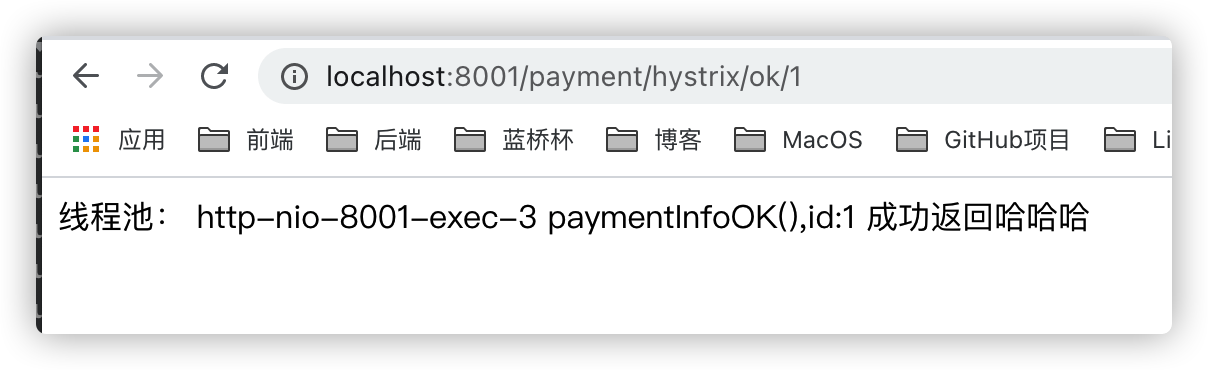 localhost:8001/payment/hystrix/ok/1
应用 前端 后端 蓝桥杯 博客 MacOS GitHub项目 Li
线程池： http-nio-8001-exec-3 paymentInfoOK(),id:1 成功返回哈哈哈